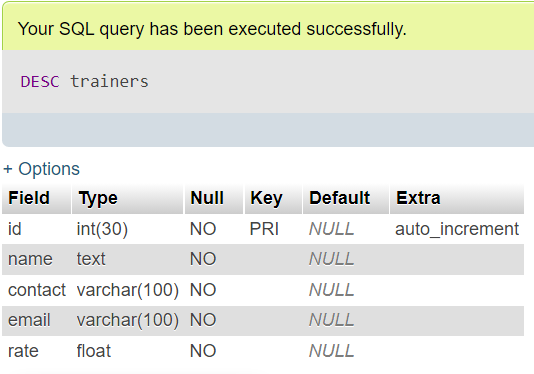 Your SQL query has been executed successfully.
DESC trainers
+ Options
Field Type Null Key Default Extra
id int(30) NO PRI NULL auto_increment
name text NO NULL
contact varchar(100) NO NULL
email varchar(100) NO NULL
rate float NO NULL